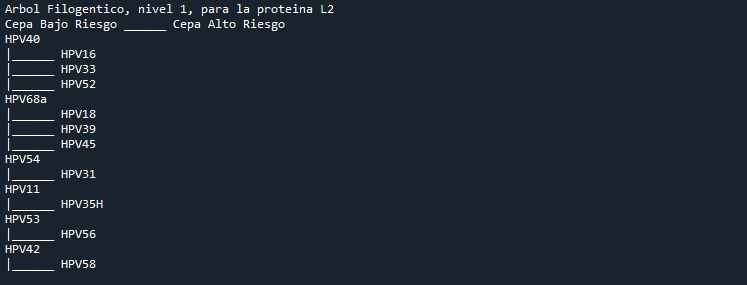 Arbol Filogentico, nivel 1, para la proteina L2
Cepa Bajo Riesgo ______ Cepa Alto Riesgo
HPV40
|______ HPV16
|______ HPV33
|______ HPV52
HPV68a
|______ HPV18
|______ HPV39
|______ HPV45
HPV54
|______ HPV31
HPV11
|______ HPV35H
HPV53
|______ HPV56
HPV42
|______ HPV58